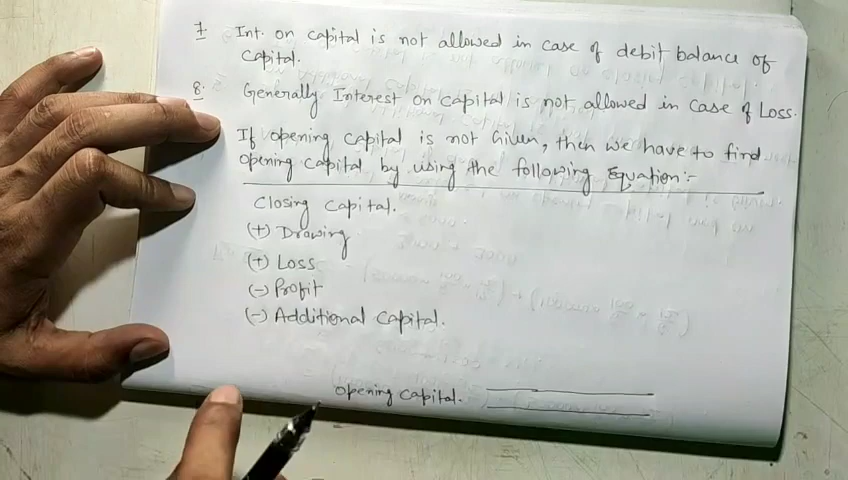 7. Int. on capital is not allowed in case of debit balance of
capital.
8. Generally Interest on capital is not allowed in case of Loss.
If opening capital is not Given, then we have to find
opening capital by using the following Equation:-
Closing Capital.
(+) Drawing
(+) Loss
(-) Profit
(-) Additional Capital.
opening capital.